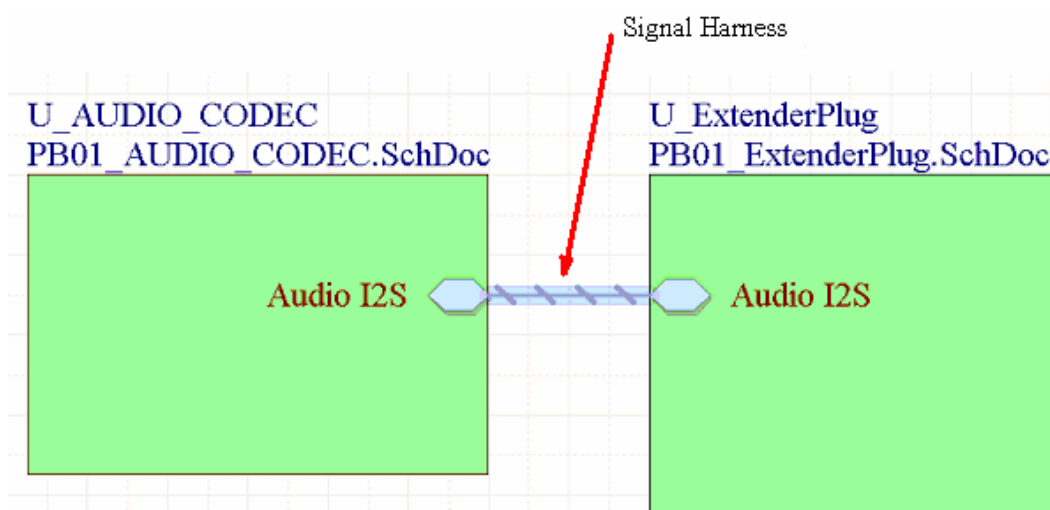 Signal Harness
U_AUDIO_CODEC
PB01_AUDIO_CODEC.SchDoc
U_ExtenderPlug
PB01_ExtenderPlug.SchDoc
Audio I2S
Audio I2S